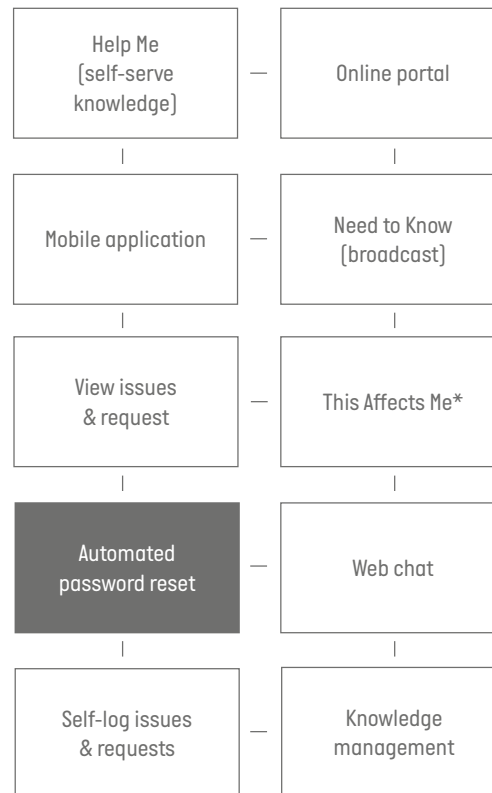 Help Me
(self-serve
knowledge)
Online portal
Mobile application
Need to Know
(broadcast)
View issues
& request
This Affects Me*
Automated
password reset
Web chat
Self-log issues
& requests
Knowledge
management